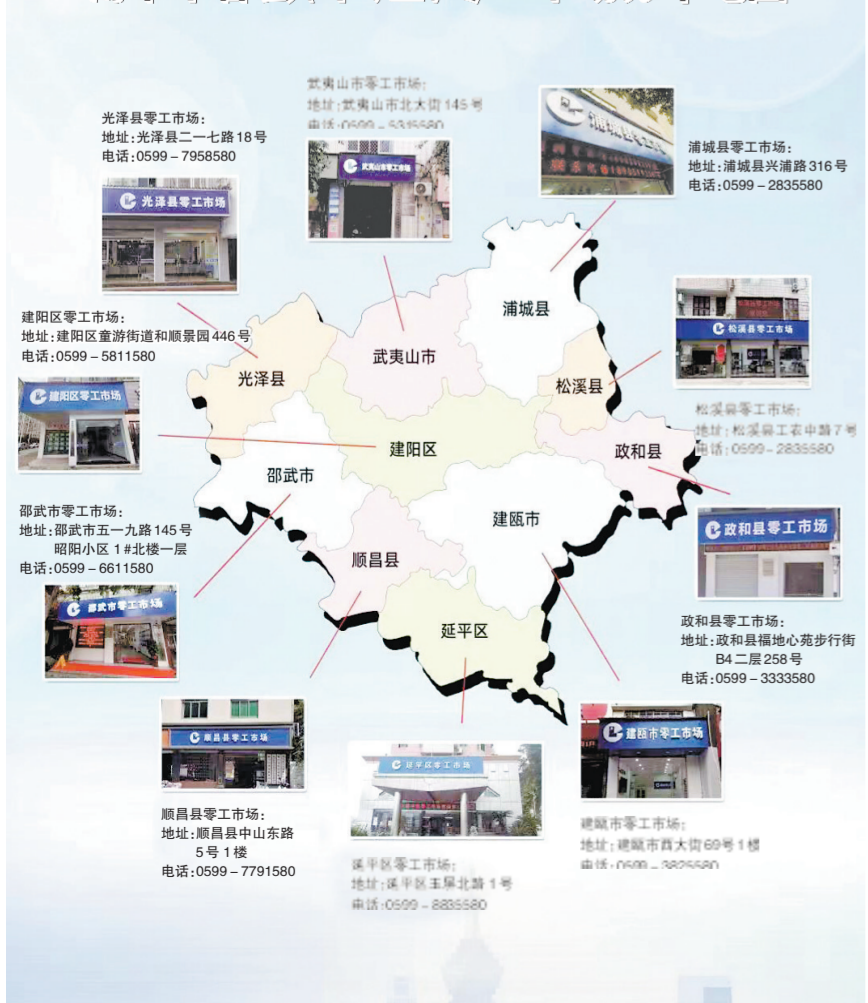 武夷山市零工市场:
地址:武夷山市北大街145号
电话:0599-5315580
光泽县零工市场:
地址:光泽县二一七路18号
电话:0599-7958580
浦城县零工市场:
地址:浦城县兴浦路316号
电话:0599-2835580
浦城县零工市场
武夷山市零工市场
光泽县零工市场
建阳区零工市场:
地址:建阳区童游街道和顺景园446号
电话:0599-5811580
松溪县零工市场
建阳区零工市场
松溪县零工市场:
地址:松溪县工农中路7号
电话:0599-2835580
浦城县
武夷山市
光泽县
松溪县
建阳区
政和县
邵武市
建瓯市
顺昌县
延平区
邵武市零工市场:
地址:邵武市五一九路145号
昭阳小区1#北楼一层
电话:0599-6611580
政和县零工市场
邵武市零工市场
政和县零工市场:
地址:政和县福地心苑步行街
B4二层258号
电话:0599-3333580
顺昌县零工市场
延平区零工市场
建瓯市零工市场
顺昌县零工市场:
地址:顺昌县中山东路
5号1楼
电话:0599-7791580
延平区零工市场:
地址:延平区玉屏北路1号
电话:0599-8835580
建瓯市零工市场:
地址:建瓯市西大街69号1楼
电话:0599-3825580